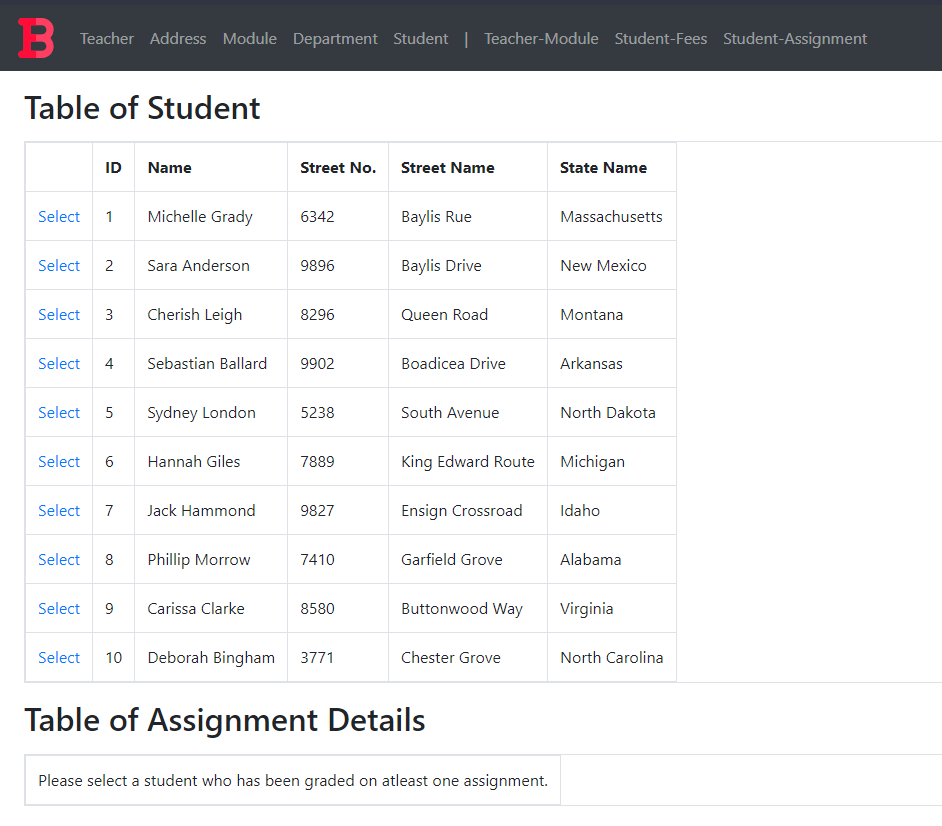 B Teacher Address Module Department Student | Teacher-Module Student-Fees Student-Assignment
Table of Student
ID Name Street No. Street Name State Name
Select 1 Michelle Grady 6342 Baylis Rue Massachusetts
Select 2 Sara Anderson 9896 Baylis Drive New Mexico
Select 3 Cherish Leigh 8296 Queen Road Montana
Select 4 Sebastian Ballard 9902 Boadicea Drive Arkansas
Select 5 Sydney London 5238 South Avenue North Dakota
Select 6 Hannah Giles 7889 King Edward Route Michigan
Select 7 Jack Hammond 9827 Ensign Crossroad Idaho
Select 8 Phillip Morrow 7410 Garfield Grove Alabama
Select 9 Carissa Clarke 8580 Buttonwood Way Virginia
Select 10 Deborah Bingham 3771 Chester Grove North Carolina
Table of Assignment Details
Please select a student who has been graded on atleast one assignment.